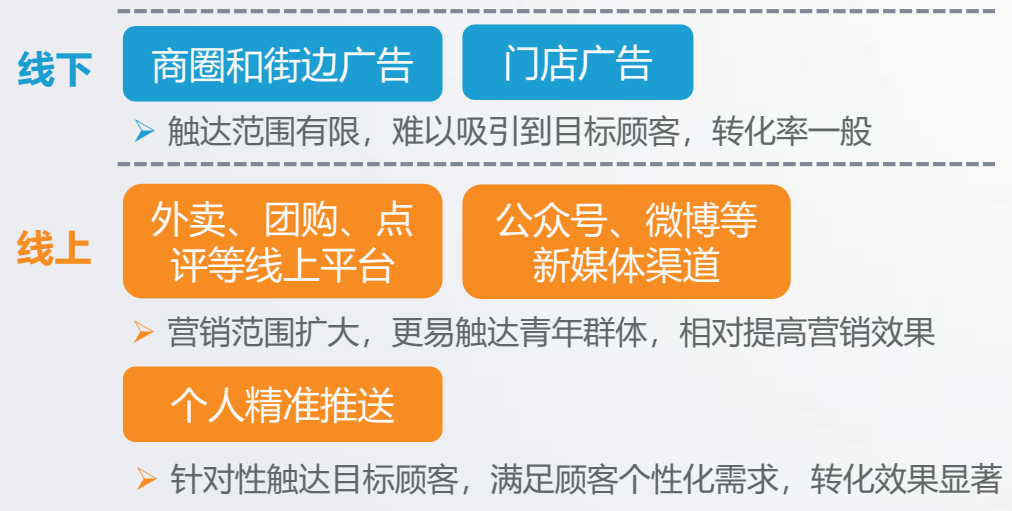 线下
商圈和街边广告
门店广告
触达范围有限，难以吸引到目标顾客，转化率一般
线上
外卖、团购、点
评等线上平台
公众号、微博等
新媒体渠道
营销范围扩大，更易触达青年群体，相对提高营销效果
个人精准推送
针对性触达目标顾客，满足顾客个性化需求，转化效果显著